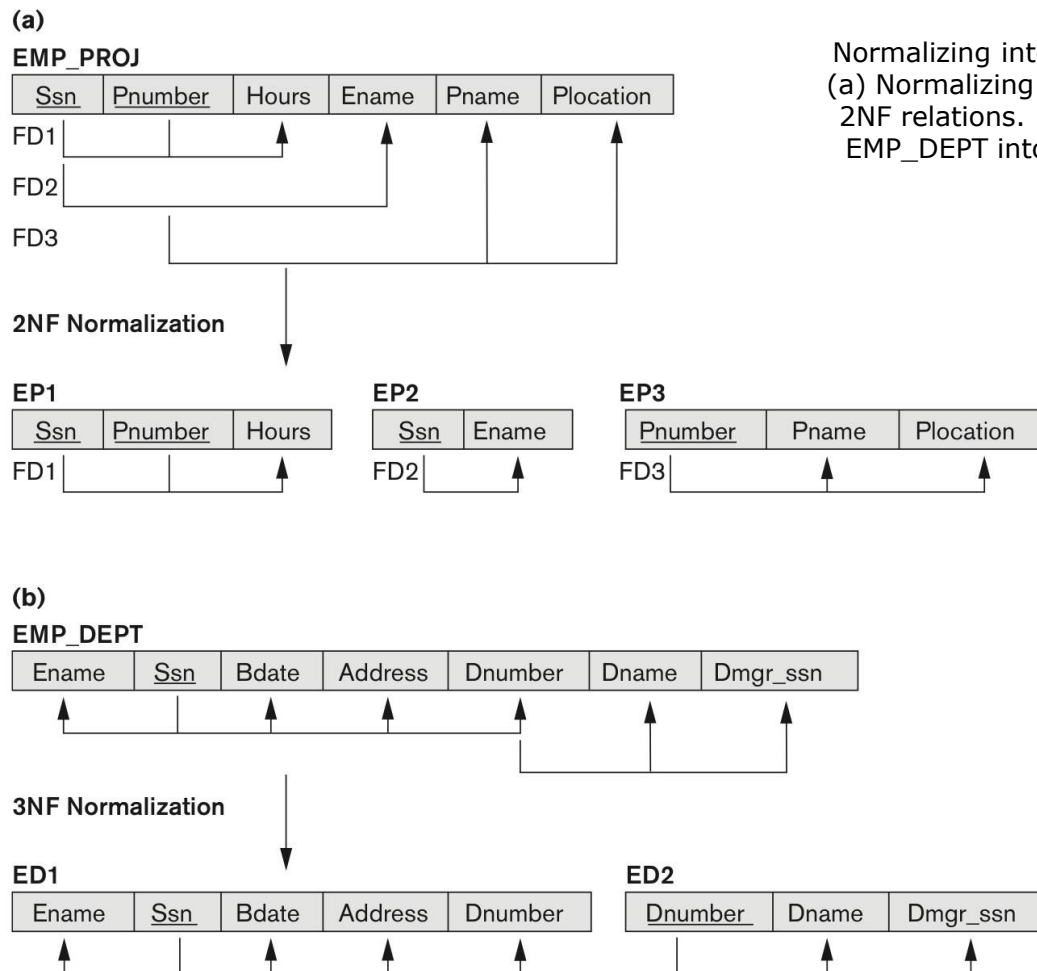 (a)
EMP_PROJ
Ssn Pnumber Hours Ename Pname Plocation
FD1
FD2
FD3
Normalizing
(a) Normalizing
2NF relations.
EMP_DEPT
2NF Normalization
EP1 EP2 EP3
Ssn Pnumber Hours Ssn Ename Pnumber Pname Plocation
FD1 FD2 FD3
(b)
EMP_DEPT
Ename Ssn Bdate Address Dnumber Dname Dmgr_ssn
3NF Normalization
ED1 ED2
Ename Ssn Bdate Address Dnumber Dnumber Dname Dmgr_ssn